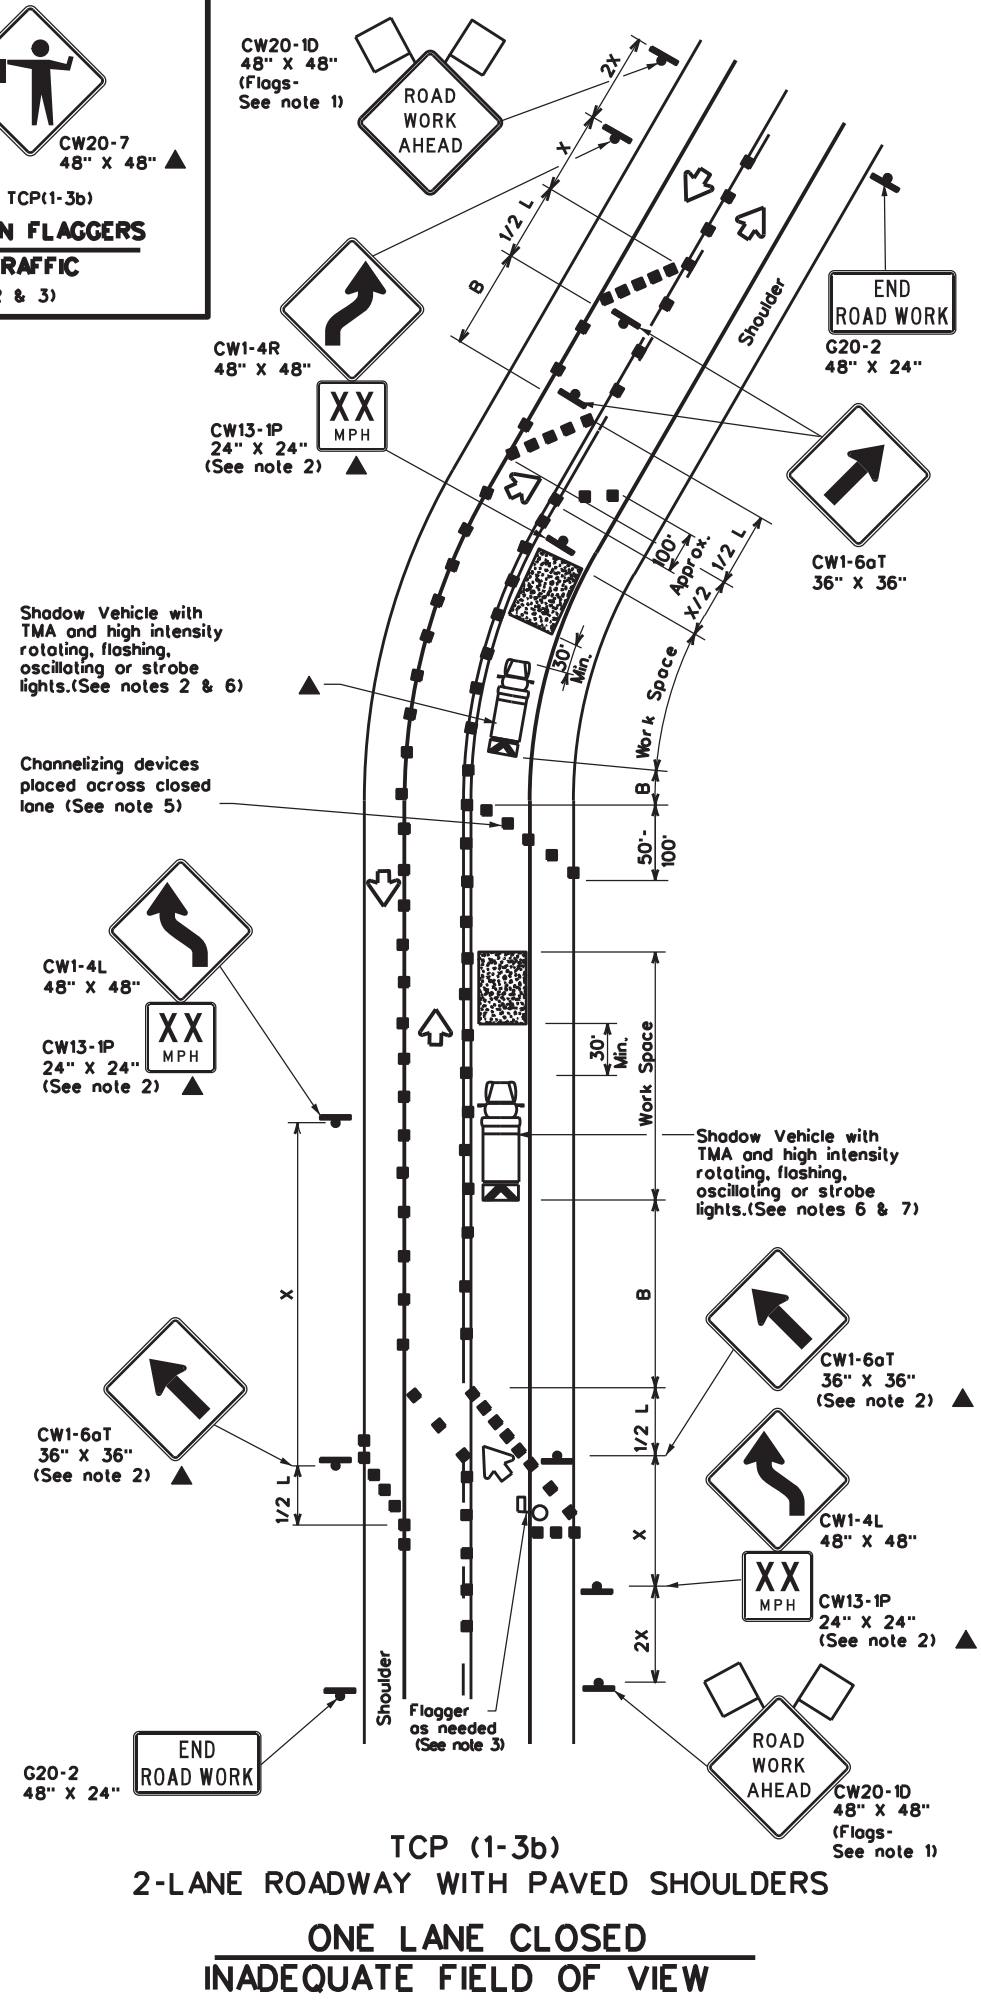 CW20-7
48" X 48"
TCP(1-3b)
N FLAGGERS
RAFFIC
2 & 3)
CW20-1D
48" X 48"
(Flags-
See note 1)
ROAD
WORK
AHEAD
2X
X
1/2 L
B
CW1-4R
48" X 48"
CW13-1P
24" X 24"
(See note 2)
XX
MPH
Shoulder
END
ROAD WORK
G20-2
48" X 24"
CW1-6aT
36" X 36"
100'
Approx.
1/2 L
X/2
30'
Min.
Work Space
B
50'-
100'
Shadow Vehicle with
TMA and high intensity
rotating, flashing,
oscillating or strobe
lights.(See notes 2 & 6)
Channelizing devices
placed across closed
lane (See note 5)
CW1-4L
48" X 48"
CW13-1P
24" X 24"
(See note 2)
XX
MPH
30'
Min.
Work Space
Shadow Vehicle with
TMA and high intensity
rotating, flashing,
oscillating or strobe
lights.(See notes 6 & 7)
X
B
CW1-6aT
36" X 36"
(See note 2)
CW1-6aT
36" X 36"
(See note 2)
1/2 L
1/2 L
X
CW1-4L
48" X 48"
XX
MPH
CW13-1P
24" X 24"
(See note 2)
2X
Shoulder
Flagger
as needed
(See note 3)
END
ROAD WORK
G20-2
48" X 24"
ROAD
WORK
AHEAD
CW20-1D
48" X 48"
(Flags-
See note 1)
TCP (1-3b)
2-LANE ROADWAY WITH PAVED SHOULDERS
ONE LANE CLOSED
INADEQUATE FIELD OF VIEW